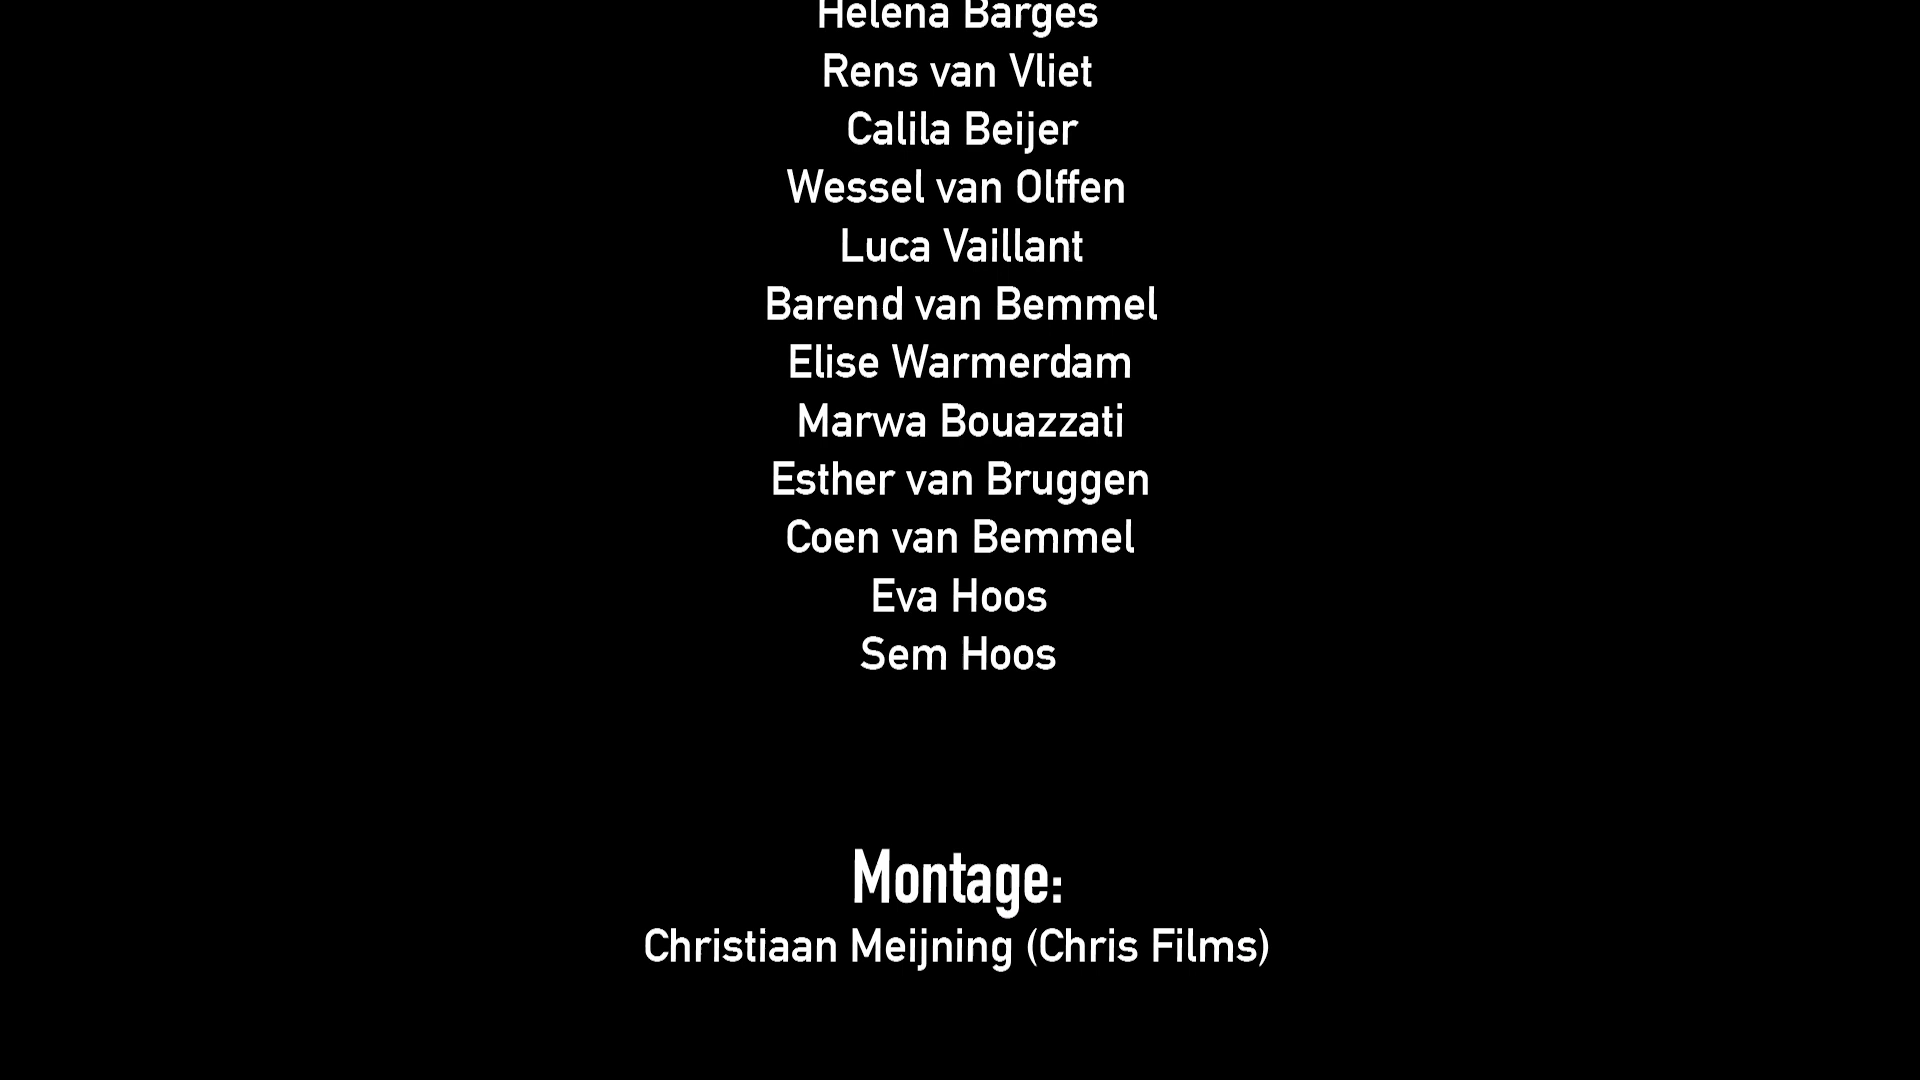 Helena Barges
Rens van Vliet
Calila Beijer
Wessel van Olffen
Luca Vaillant
Barend van Bemmel
Elise Warmerdam
Marwa Bouazzati
Esther van Bruggen
Coen van Bemmel
Eva Hoos
Sem Hoos
Montage:
Christiaan Meijning (Chris Films)